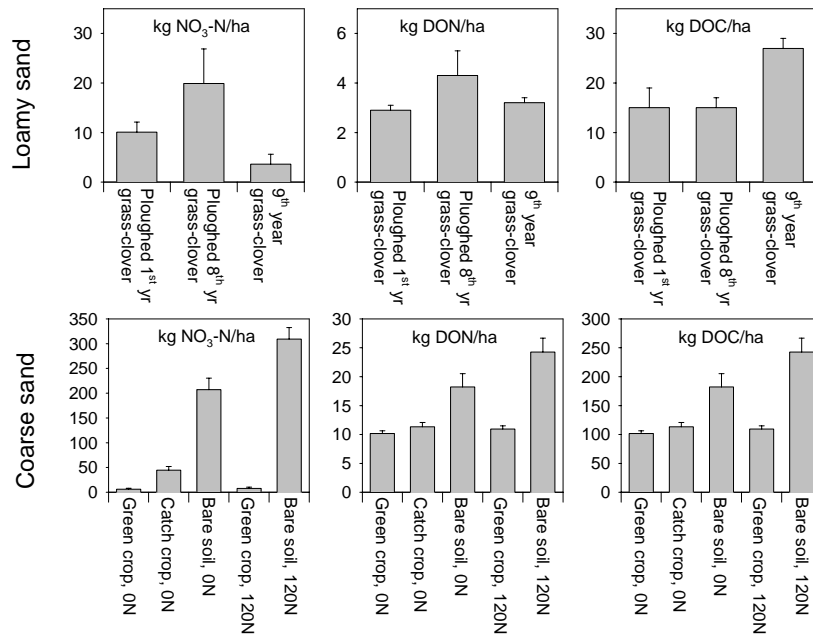 Loamy sand
kg NO₃-N/ha
30
20
10
0
Ploughed 1st yr
grass-clover
Pluoghed 8th yr
grass-clover
9th year
grass-clover
kg DON/ha
6
4
2
0
Ploughed 1st yr
grass-clover
Pluoghed 8th yr
grass-clover
9th year
grass-clover
kg DOC/ha
30
20
10
0
Ploughed 1st yr
grass-clover
Ploughed 8th yr
grass-clover
9th year
grass-clover
Coarse sand
kg NO₃-N/ha
350
300
250
200
150
100
50
0
Green crop, 0N
Catch crop, 0N
Bare soil, 0N
Green crop, 120N
Bare soil, 120N
kg DON/ha
30
25
20
15
10
5
0
Green crop, 0N
Catch crop, 0N
Bare soil, 0N
Green crop, 120N
Bare soil, 120N
kg DOC/ha
300
250
200
150
100
50
0
Green crop, 0N
Catch crop, 0N
Bare soil, 0N
Green crop, 120N
Bare soil, 120N